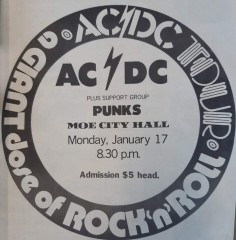 a GIANT dose of ROCK'n'ROLL
AC/DC TOUR
AC/DC
PLUS SUPPORT GROUP
PUNKS
MOE CITY HALL
Monday, January 17
8.30 p.m.
Admission $5 head.